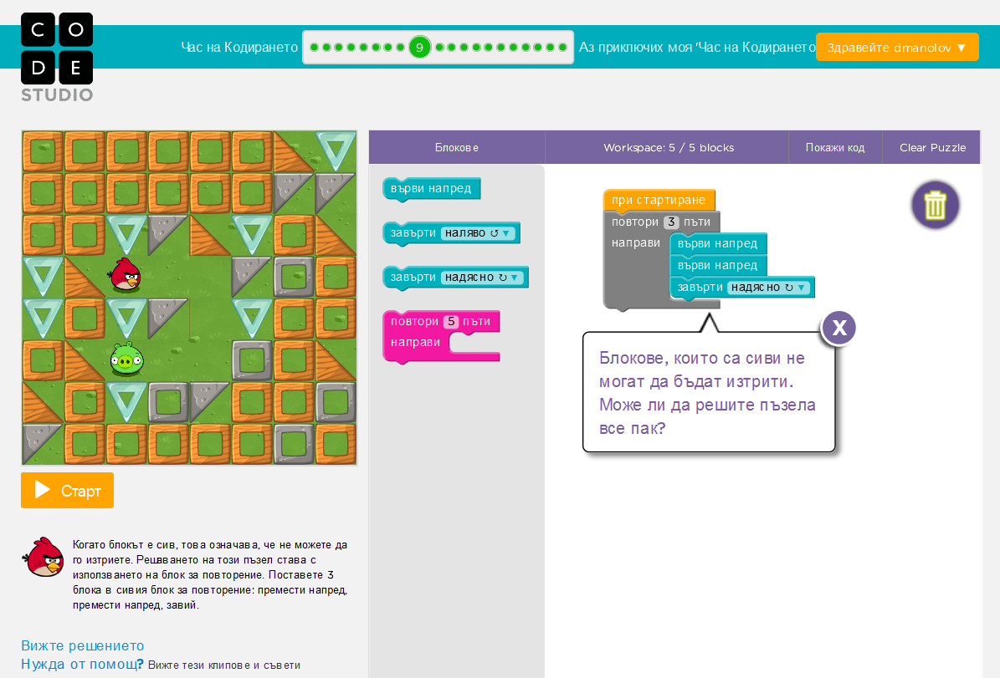 C O
D E
STUDIO
Час на Кодирането
9
Аз приключих моя 'Час на Кодирането
Здравейте dmanolov ▼
Блокове
Workspace: 5 / 5 blocks
Покажи код
Clear Puzzle
върви напред
завърти наляво ↺▼
завърти надясно ↻▼
повтори 5 пъти
направи
при стартиране
повтори 3 пъти
направи
върви напред
върви напред
завърти надясно ↻▼
X
Блокове, които са сиви не
могат да бъдат изтрити.
Може ли да решите пъзела
все пак?
Старт
Когато блокът е сив, това означава, че не можете да
го изтриете. Решаването на този пъзел става с
използването на блок за повторение. Поставете 3
блока в сивия блок за повторение: премести напред,
премести напред, завий.
Вижте решението
Нужда от помощ? Вижте тези клипове и съвети